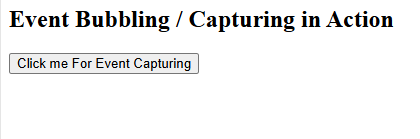 Event Bubbling / Capturing in Action
Click me For Event Capturing